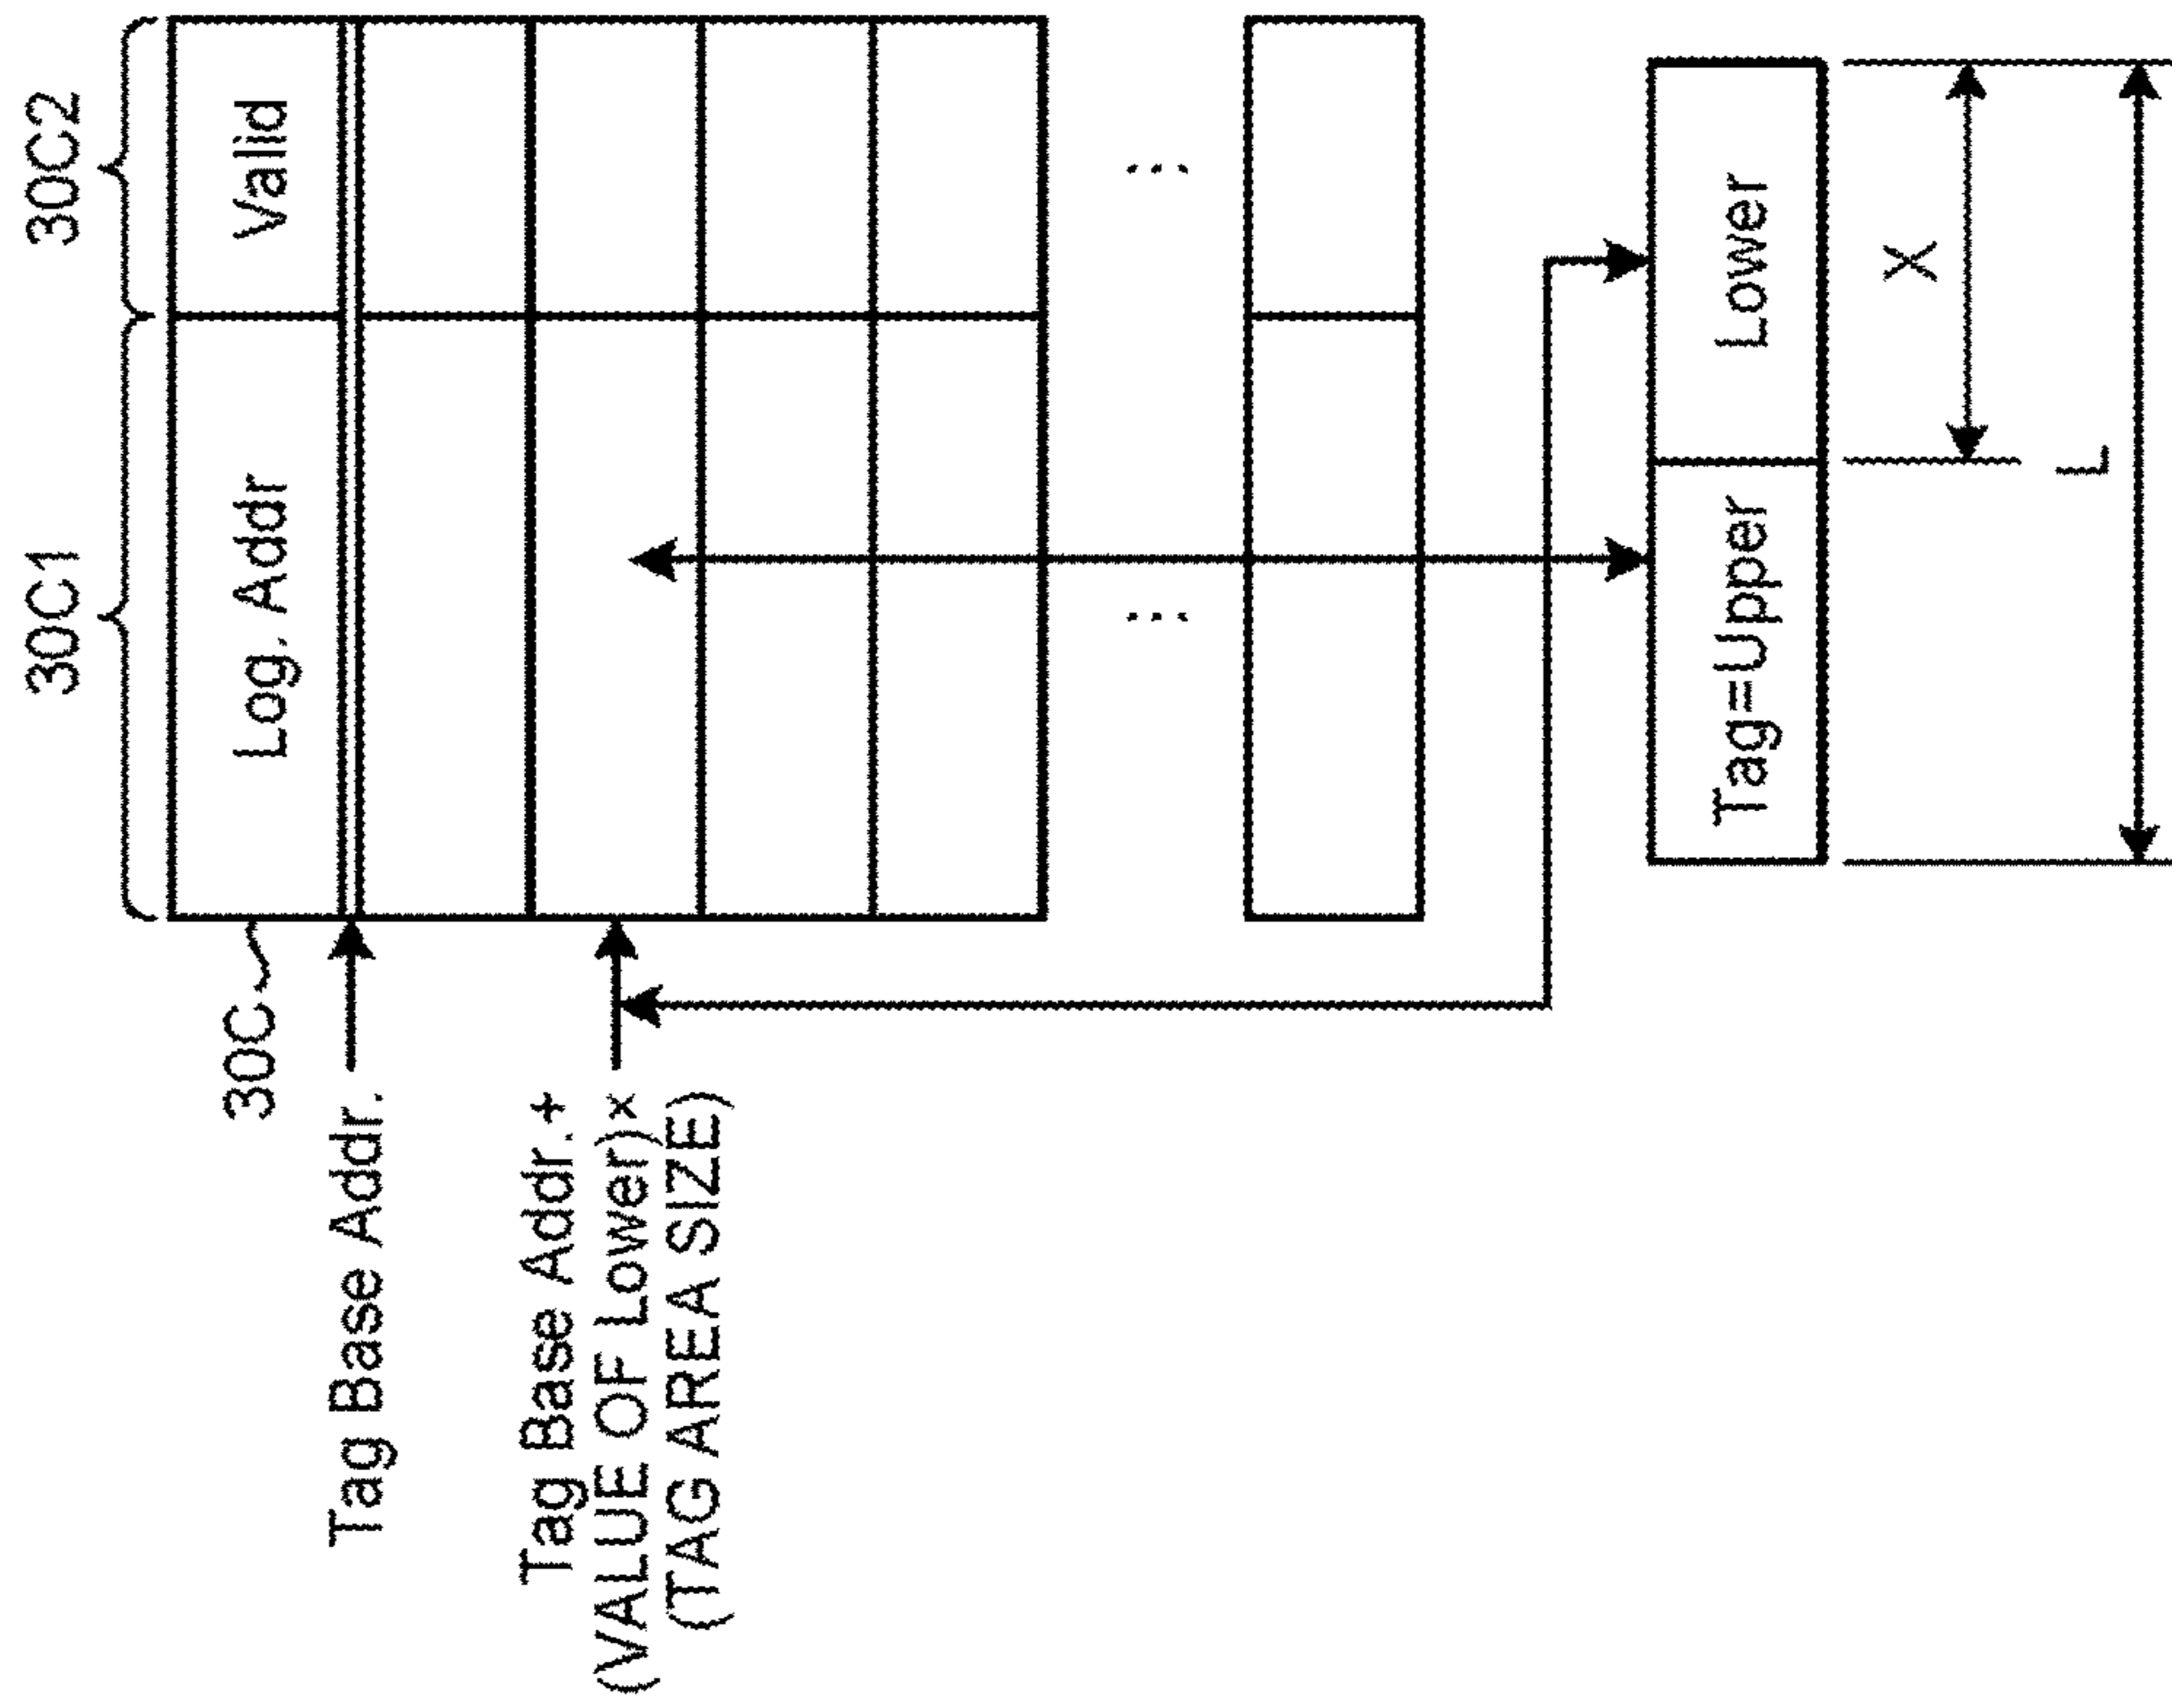 30C1
30C2
30C
Log. Addr
Valid
Tag Base Addr.
Tag Base Addr.+
(VALUE OF Lower)×
(TAG AREA SIZE)
...
...
Tag=Upper
Lower
X
L